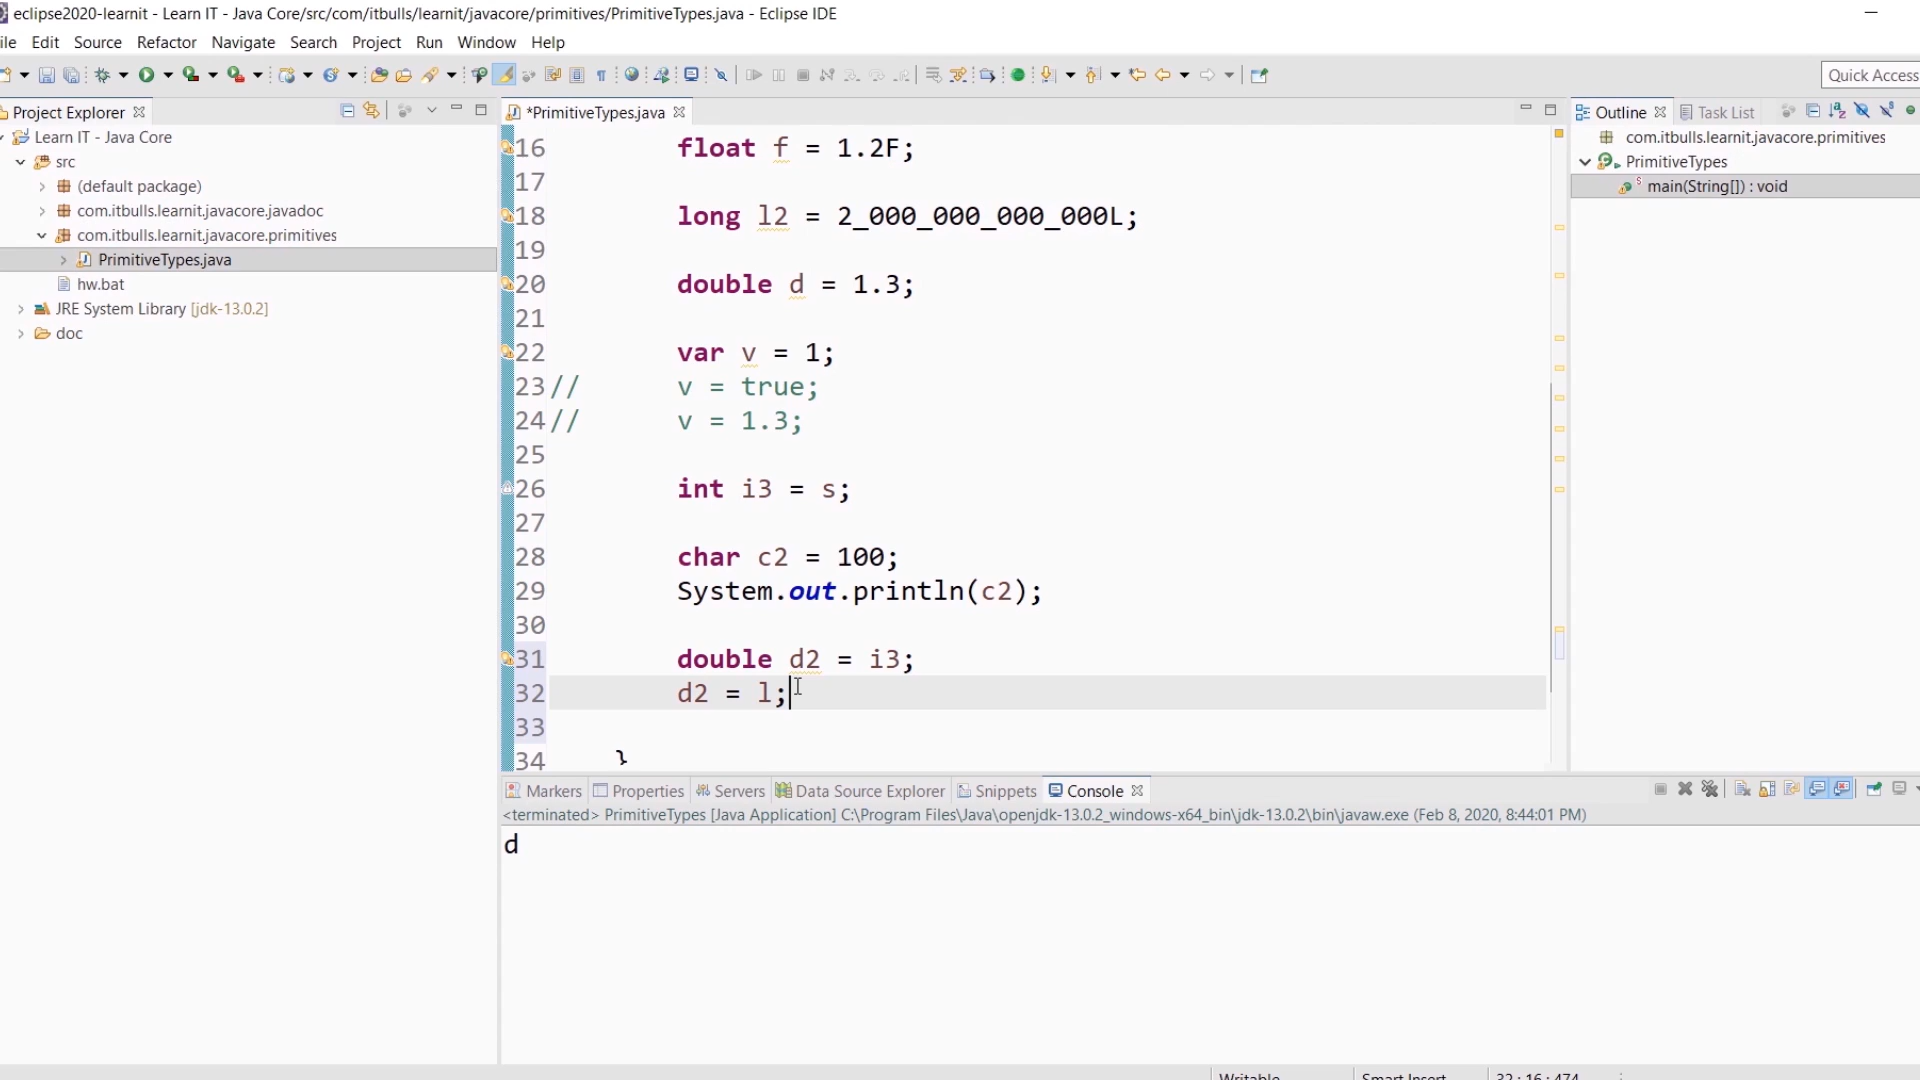 eclipse2020-learnit - Learn IT - Java Core/src/com/itbulls/learnit/javacore/primitives/PrimitiveTypes.java - Eclipse IDE
ile Edit Source Refactor Navigate Search Project Run Window Help
Quick Access
Project Explorer
Learn IT - Java Core
src
(default package)
com.itbulls.learnit.javacore.javadoc
com.itbulls.learnit.javacore.primitives
PrimitiveTypes.java
hw.bat
JRE System Library [jdk-13.0.2]
doc
*PrimitiveTypes.java
16 float f = 1.2F;
17
18 long l2 = 2_000_000_000_000L;
19
20 double d = 1.3;
21
22 var v = 1;
23 // v = true;
24 // v = 1.3;
25
26 int i3 = s;
27
28 char c2 = 100;
29 System.out.println(c2);
30
31 double d2 = i3;
32 d2 = l;
33
34 }
Outline Task List
com.itbulls.learnit.javacore.primitives
PrimitiveTypes
main(String[]) : void
Markers Properties Servers Data Source Explorer Snippets Console
<terminated> PrimitiveTypes [Java Application] C:\Program Files\Java\openjdk-13.0.2_windows-x64_bin\jdk-13.0.2\bin\javaw.exe (Feb 8, 2020, 8:44:01 PM)
d
Writable Smart Insert 32 : 16 : 474